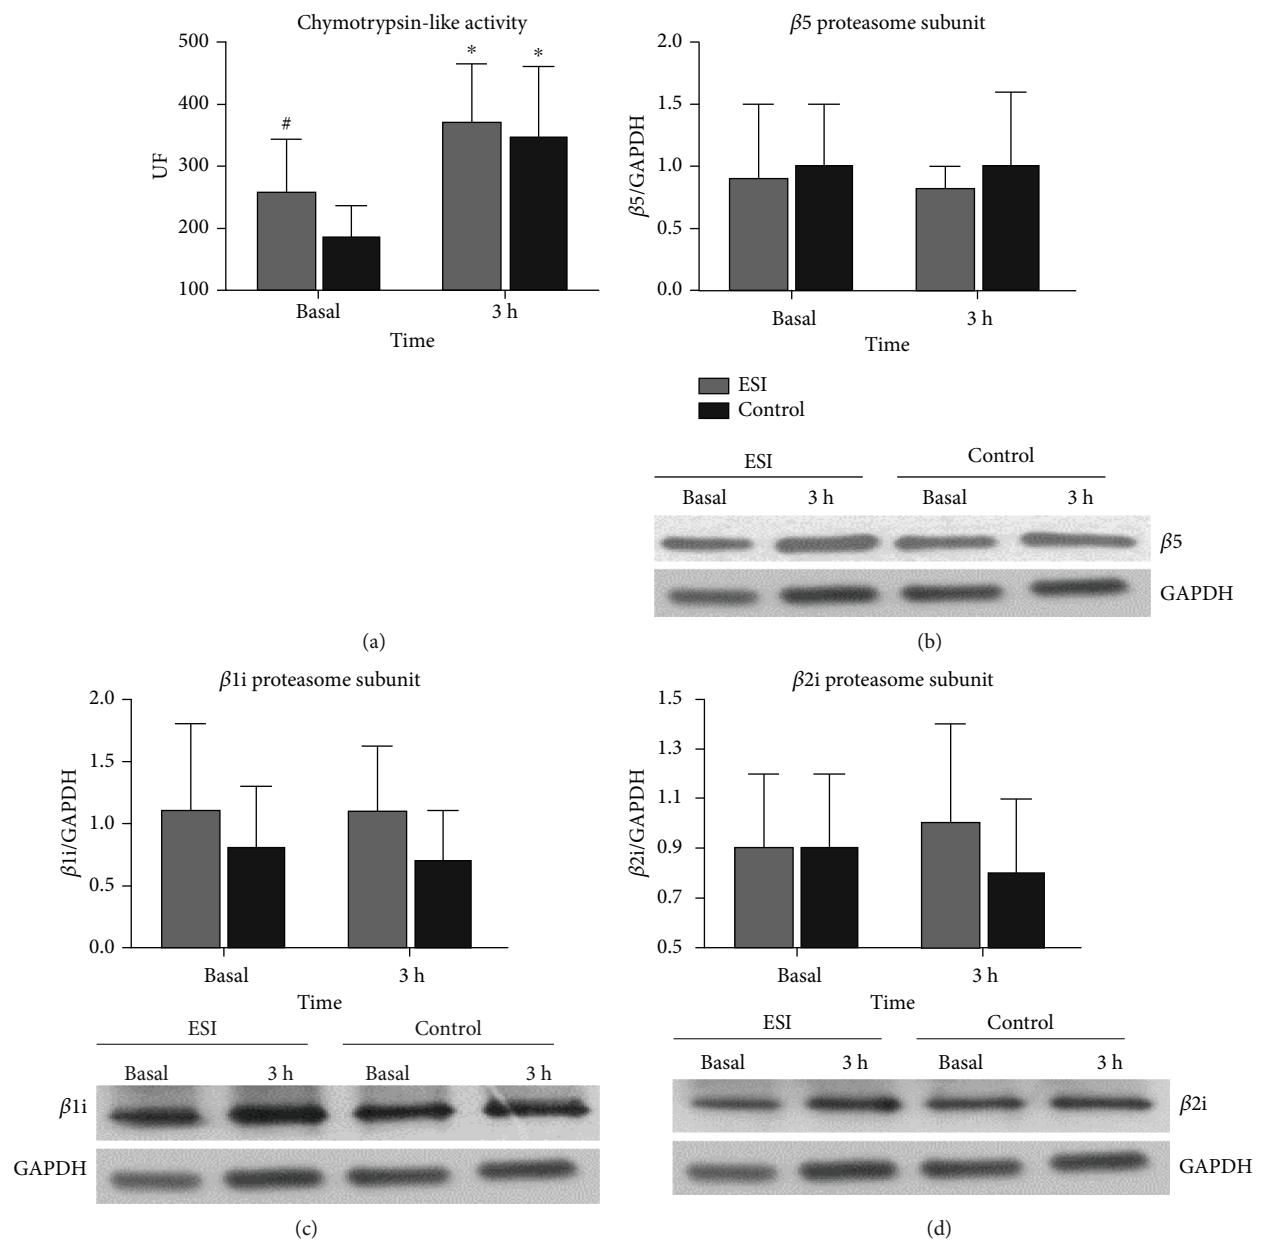 Chymotrypsin-like activity
500
400
300
200
100
UF
#
*
*
Basal
3 h
Time
(a)
β5 proteasome subunit
2.0
1.5
1.0
0.5
0.0
β5/GAPDH
Basal
3 h
Time
ESI
Control
ESI
Control
Basal
3 h
Basal
3 h
β5
GAPDH
(b)
β1i proteasome subunit
2.0
1.5
1.0
0.5
0.0
β1i/GAPDH
Basal
3 h
Time
ESI
Control
Basal
3 h
Basal
3 h
β1i
GAPDH
(c)
β2i proteasome subunit
1.5
1.3
1.1
0.9
0.7
0.5
β2i/GAPDH
Basal
3 h
Time
ESI
Control
Basal
3 h
Basal
3 h
β2i
GAPDH
(d)